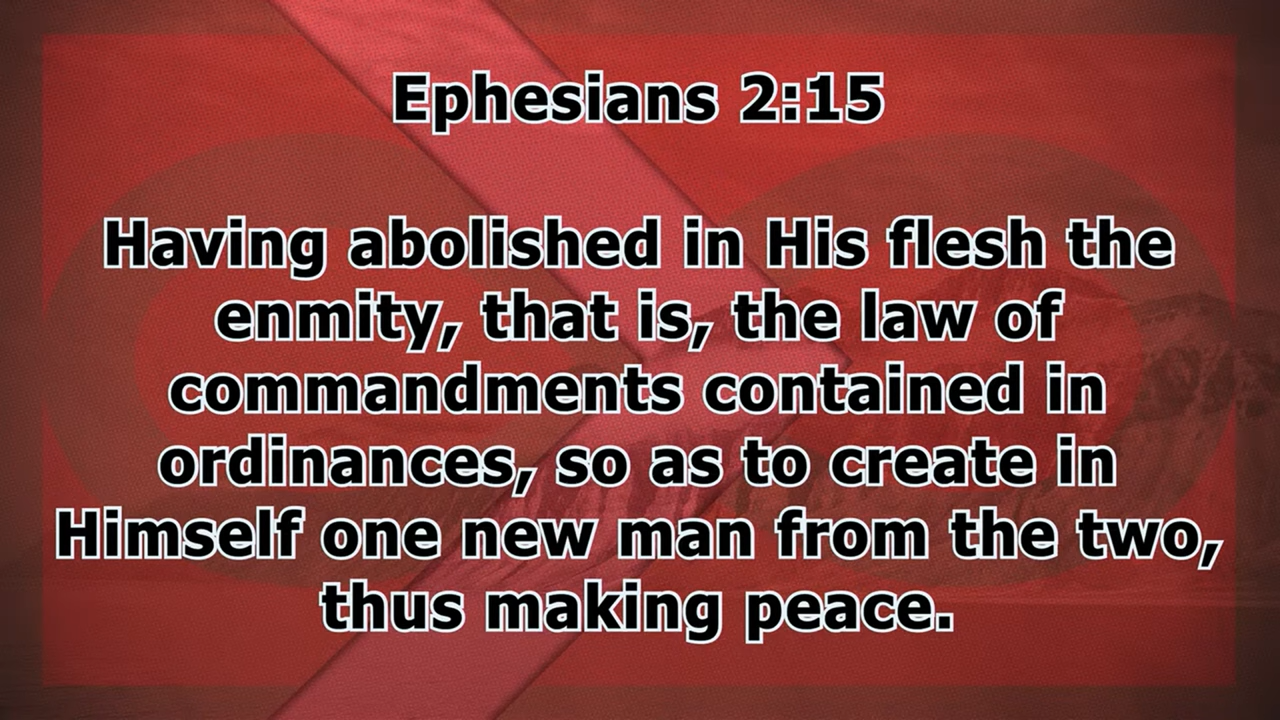 Ephesians 2:15
Having abolished in His flesh the
enmity, that is, the law of
commandments contained in
ordinances, so as to create in
Himself one new man from the two,
thus making peace.